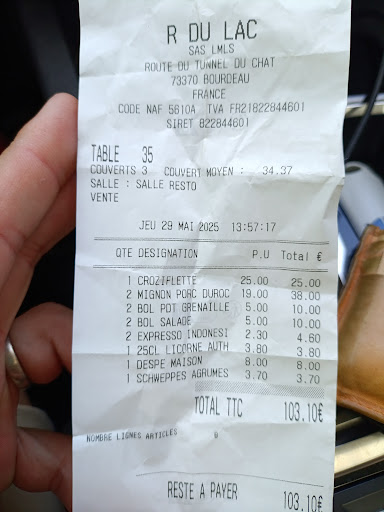 R DU LAC
SAS LMLS
ROUTE DU TUNNEL DU CHAT
73370 BOURDEAU
FRANCE
CODE NAF 5610A TVA FR21822844601
SIRET 822844601
TABLE 35
COUVERTS 3 COUVERT MOYEN : 34.37
SALLE : SALLE RESTO
VENTE
JEU 29 MAI 2025 13:57:17
QTE DESIGNATION P.U Total €
1 CROZIFLETTE 25.00 25.00
2 MIGNON PORC DUROC 19.00 38.00
2 BOL PDT GRENAILLE 5.00 10.00
2 BOL SALADE 5.00 10.00
2 EXPRESSO INDONESI 2.30 4.60
1 25CL LICORNE AUTH 3.80 3.80
1 DESPE MAISON 8.00 8.00
1 SCHWEPPES AGRUMES 3.70 3.70
TOTAL TTC 103.10€
NOMBRE LIGNES ARTICLES
RESTE A PAYER 103.10€